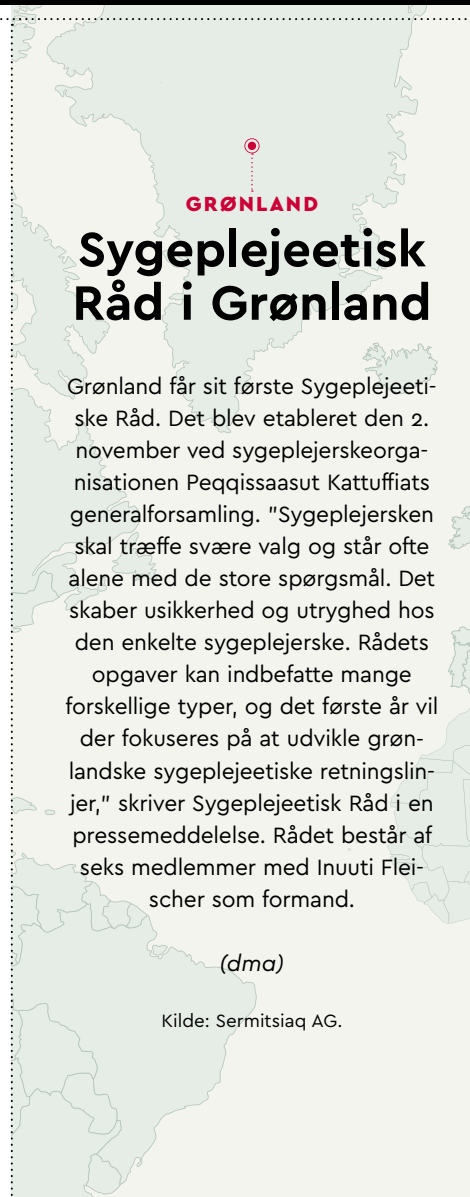 GRØNLAND
Sygeplejeetisk
Råd i Grønland
Grønland får sit første Sygeplejeeti-
ske Råd. Det blev etableret den 2.
november ved sygeplejerskeorga-
nisationen Peqqissaasut Kattuffiats
generalforsamling. "Sygeplejersken
skal træffe svære valg og står ofte
alene med de store spørgsmål. Det
skaber usikkerhed og utryghed hos
den enkelte sygeplejerske. Rådets
opgaver kan indbefatte mange
forskellige typer, og det første år vil
der fokuseres på at udvikle grøn-
landske sygeplejeetiske retningslin-
jer," skriver Sygeplejeetisk Råd i en
pressemeddelelse. Rådet består af
seks medlemmer med Inuuti Flei-
scher som formand.
(dma)
Kilde: Sermitsiaq AG.